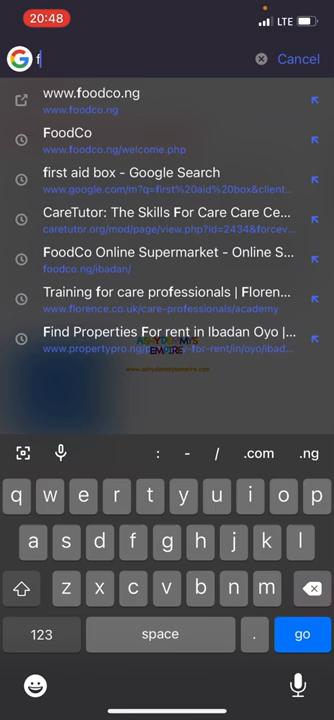 20:48
LTE
f
Cancel
www.foodco.ng
www.foodco.ng
FoodCo
www.foodco.ng/welcome.php
first aid box - Google Search
www.google.com/m?q=first%20aid%20box&client...
CareTutor: The Skills For Care Care Ce...
caretutor.org/mod/page/view.php?id=2434&forcev...
FoodCo Online Supermarket - Online S...
foodco.ng/ibadan/
Training for care professionals | Floren...
www.florence.co.uk/care-professionals/academy
Find Properties For rent in Ibadan Oyo |...
www.propertypro.ng/property-for-rent/in/oyo/ibad...
EMPIRE
: - / .com .ng
q w e r t y u i o p
a s d f g h j k l
z x c v b n m
123 space . go